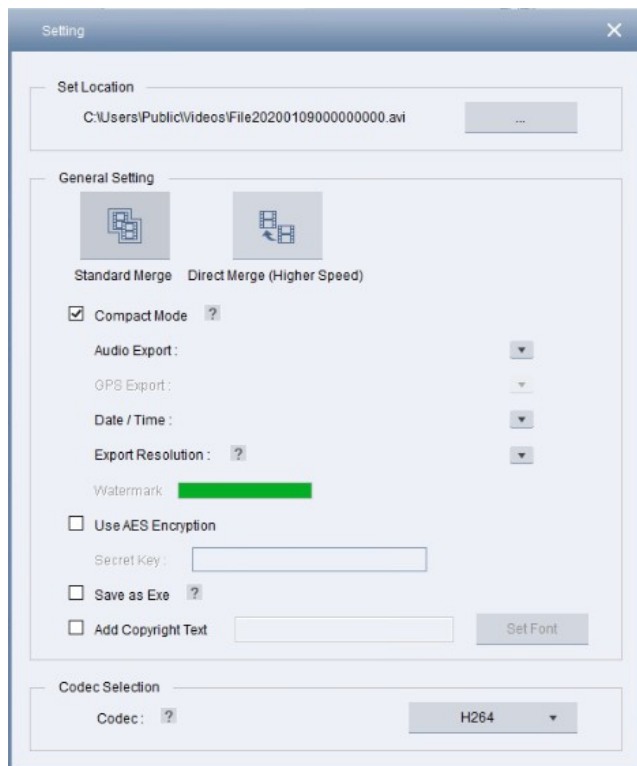 Setting
Set Location
C:\Users\Public\Videos\File20200109000000000.avi
...
General Setting
Standard Merge Direct Merge (Higher Speed)
Compact Mode ?
Audio Export :
GPS Export :
Date / Time :
Export Resolution : ?
Watermark
Use AES Encryption
Secret Key :
Save as Exe ?
Add Copyright Text Set Font
Codec Selection
Codec : ? H264